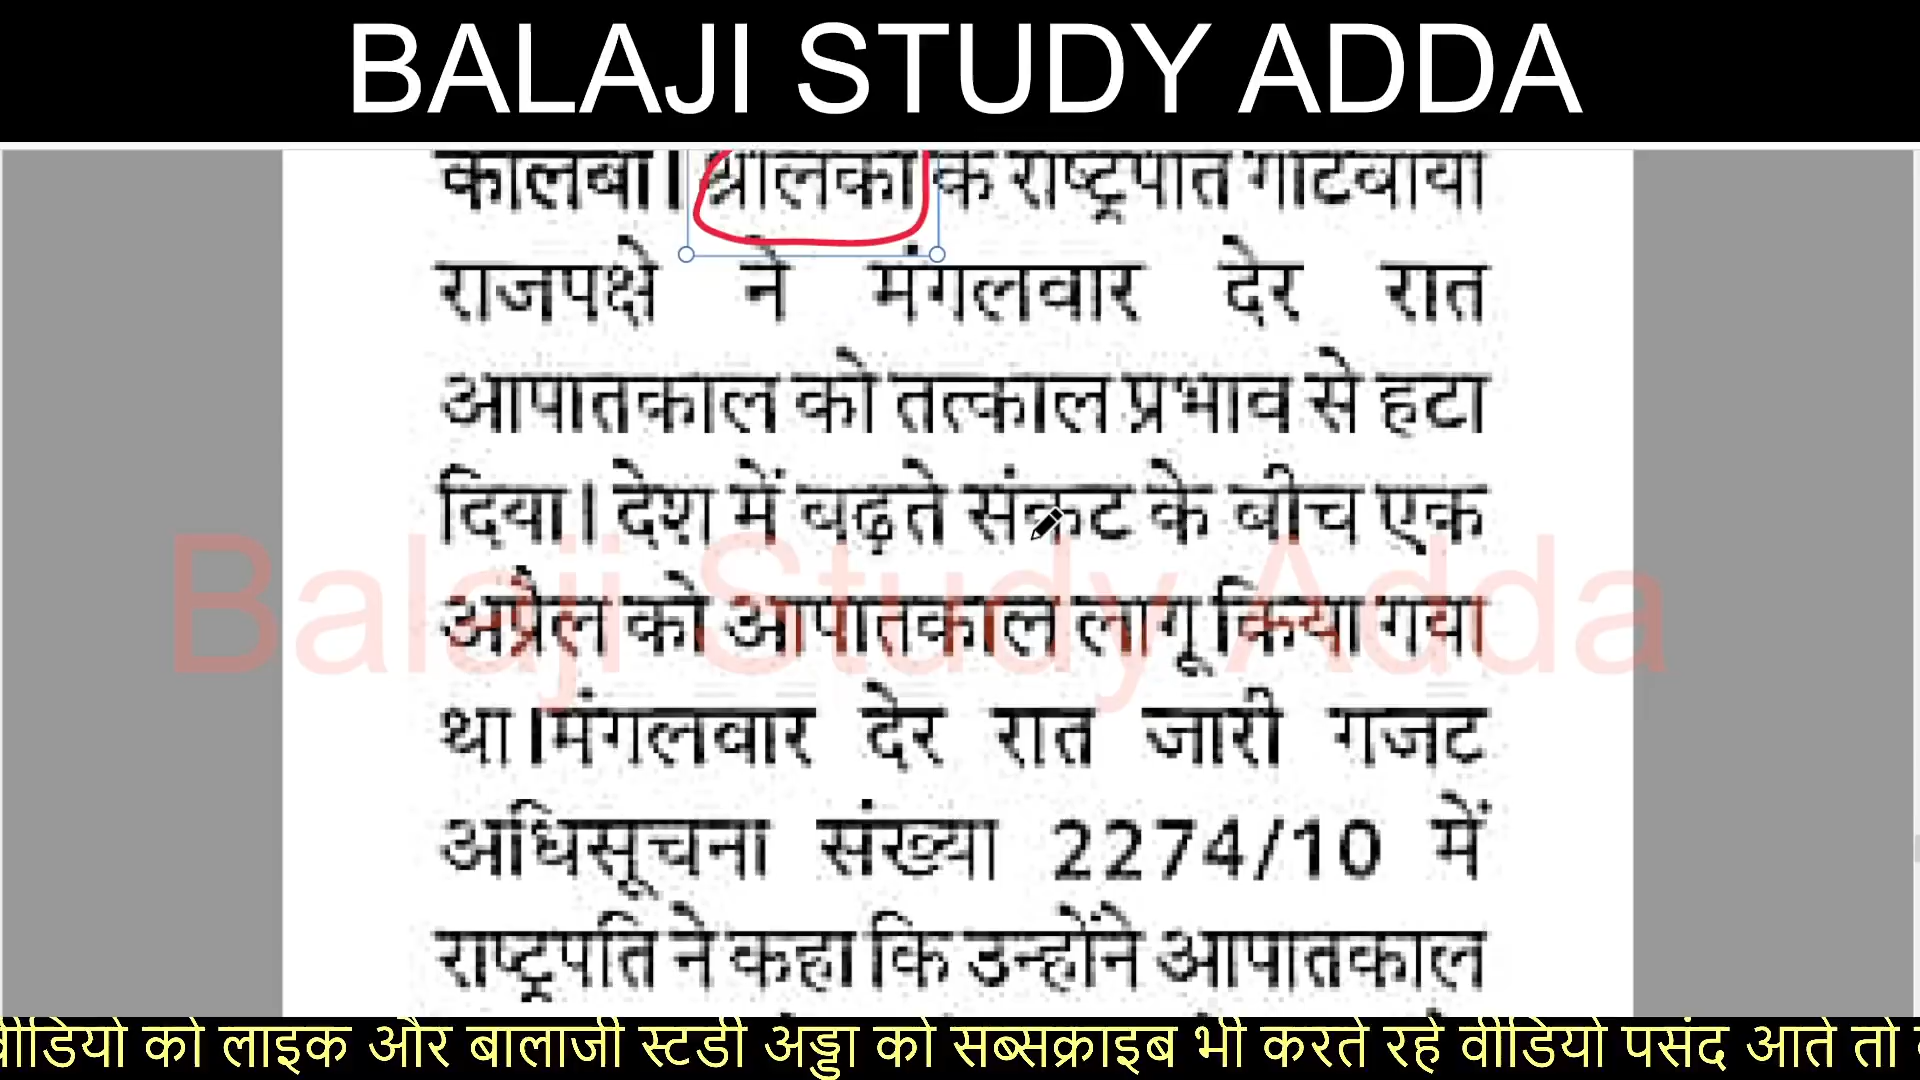 BALAJI STUDY ADDA
कोलंबो। श्रीलंका के राष्ट्रपति गोटबाया
राजपक्षे ने मंगलवार देर रात
आपातकाल को तत्काल प्रभाव से हटा
दिया। देश में बढ़ते संकट के बीच एक
अप्रैल को आपातकाल लागू किया गया
था।मंगलवार देर रात जारी गजट
अधिसूचना संख्या 2274/10 में
राष्ट्रपति ने कहा कि उन्होंने आपातकाल
Balaji Study Adda
वीडियो को लाइक और बालाजी स्टडी अड्डा को सब्सक्राइब भी करते रहे वीडियो पसंद आते तो